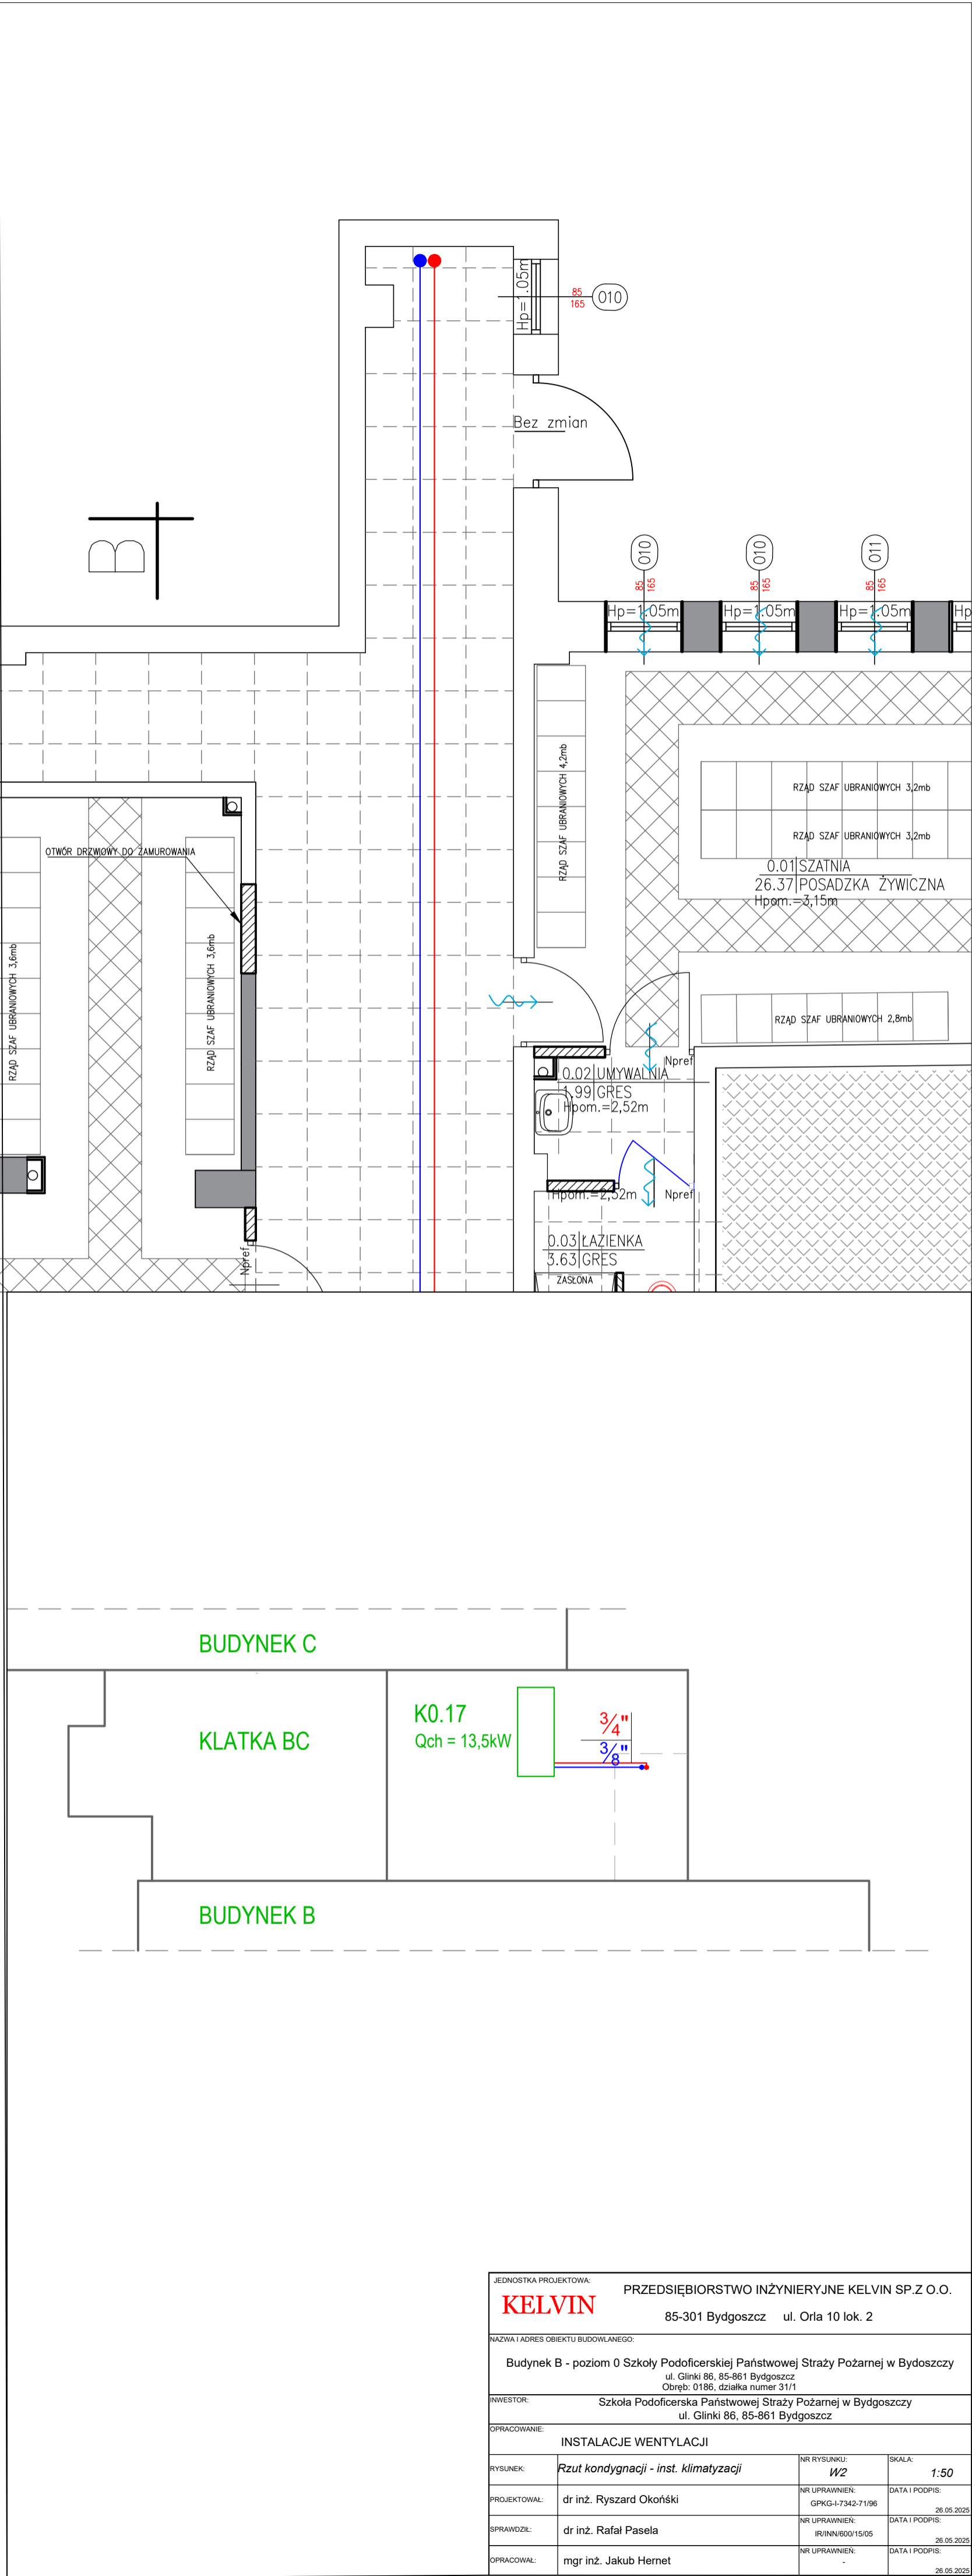 Hp=1.05m
85
165
010
Bez zmian
B
010
010
011
85
165
85
165
85
165
Hp=1.05m
Hp=1.05m
Hp=1.05m
Hp
RZĄD SZAF UBRANIOWYCH 4,2mb
RZĄD SZAF UBRANIOWYCH 3,2mb
RZĄD SZAF UBRANIOWYCH 3,2mb
0.01 SZATNIA
26.37 POSADZKA ŻYWICZNA
Hpom.=3,15m
OTWÓR DRZWIOWY DO ZAMUROWANIA
RZĄD SZAF UBRANIOWYCH 3,6mb
RZĄD SZAF UBRANIOWYCH 3,6mb
RZĄD SZAF UBRANIOWYCH 2,8mb
Npref
0.02 UMYWALNIA
1.99 GRES
Hpom.=2,52m
Hpom.=2,52m
Npref
0.03 ŁAZIENKA
3.63 GRES
ZASŁONA
Npref
BUDYNEK C
K0.17
Qch = 13,5kW
3/4"
3/8"
KLATKA BC
BUDYNEK B
JEDNOSTKA PROJEKTOWA:
KELVIN
PRZEDSIĘBIORSTWO INŻYNIERYJNE KELVIN SP.Z O.O.
85-301 Bydgoszcz ul. Orla 10 lok. 2
NAZWA I ADRES OBIEKTU BUDOWLANEGO:
Budynek B - poziom 0 Szkoły Podoficerskiej Państwowej Straży Pożarnej w Bydoszczy
ul. Glinki 86, 85-861 Bydgoszcz
Obręb: 0186, działka numer 31/1
INWESTOR:
Szkoła Podoficerska Państwowej Straży Pożarnej w Bydgoszczy
ul. Glinki 86, 85-861 Bydgoszcz
OPRACOWANIE:
INSTALACJE WENTYLACJI
RYSUNEK:
Rzut kondygnacji - inst. klimatyzacji
NR RYSUNKU:
W2
SKALA:
1:50
PROJEKTOWAŁ:
dr inż. Ryszard Okoński
NR UPRAWNIEŃ:
GPKG-I-7342-71/96
DATA I PODPIS:
26.05.2025
SPRAWDZIŁ:
dr inż. Rafał Pasela
NR UPRAWNIEŃ:
IR/INN/600/15/05
DATA I PODPIS:
26.05.2025
OPRACOWAŁ:
mgr inż. Jakub Hernet
NR UPRAWNIEŃ:
-
DATA I PODPIS:
26.05.2025